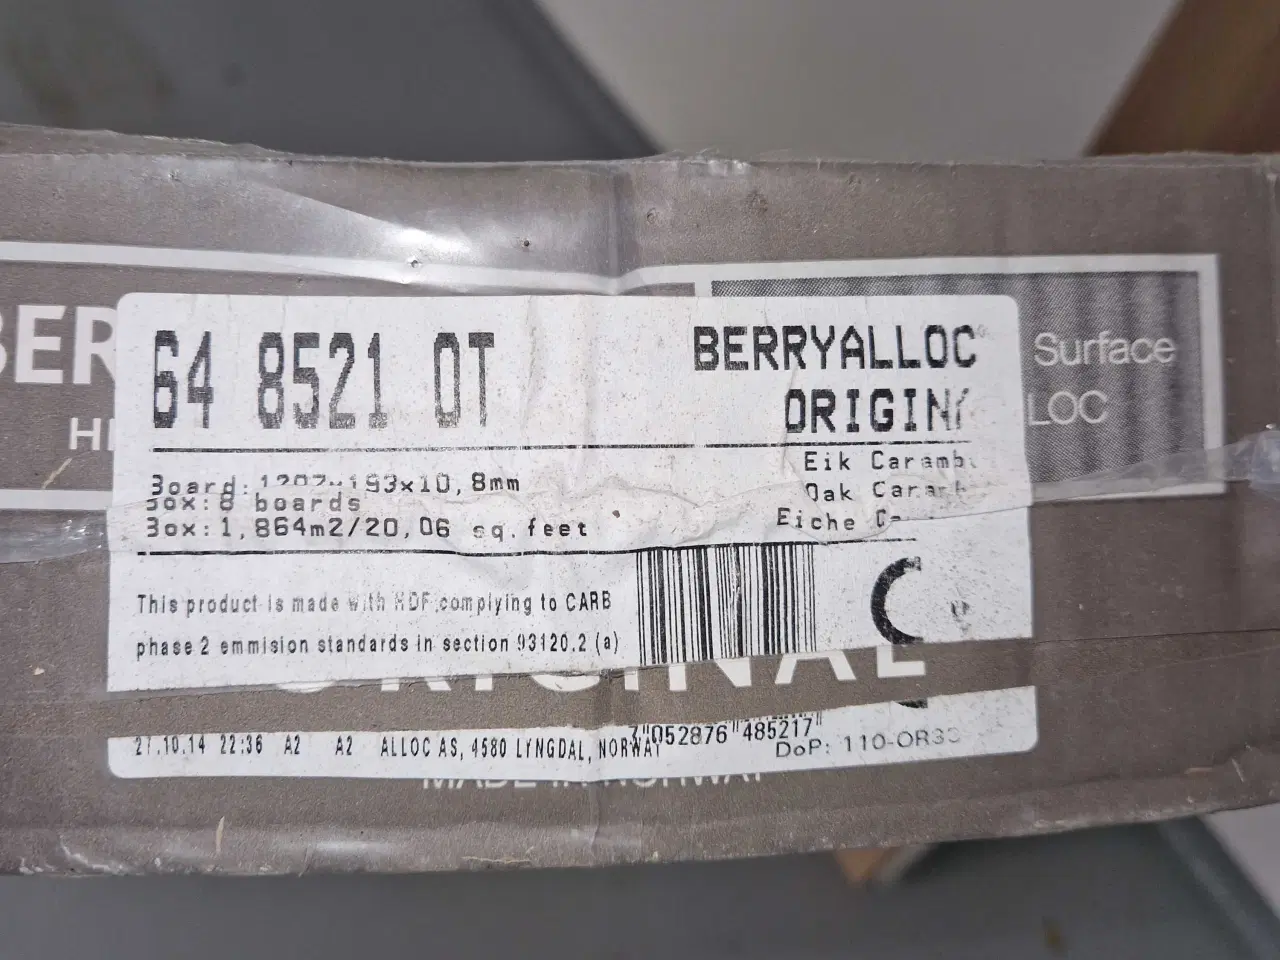 BER
Surface
LOC
64 8521 OT
BERRYALLOC
ORIGIN
Board: 1207x193x10,8mm
Box: 8 boards
Box: 1,864m2/20,06 sq.feet
Eik Caramb
Oak
Eiche
This product is made with HDF complying to CARB
phase 2 emmision standards in section 93120.2 (a)
ORIGINAL
27.10.14 22:36 A2 A2 ALLOC AS, 4580 LYNGDAL, NORWAY
052876 485217
DoP: 110-OR
MADE IN NORWAY